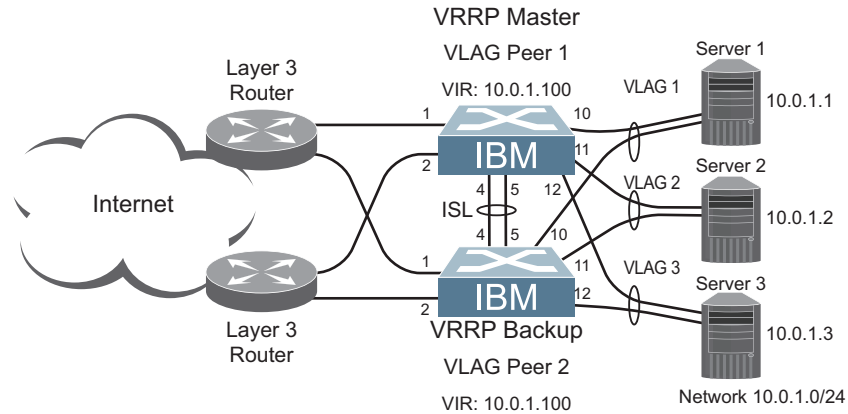 VRRP Master
VLAG Peer 1
VIR: 10.0.1.100
Layer 3
Router
Internet
Layer 3
Router
1
2
10
11
12
IBM
4
5
ISL
4
5
1
2
10
11
12
IBM
VRRP Backup
VLAG Peer 2
VIR: 10.0.1.100
VLAG 1
VLAG 2
VLAG 3
Server 1
10.0.1.1
Server 2
10.0.1.2
Server 3
10.0.1.3
Network 10.0.1.0/24